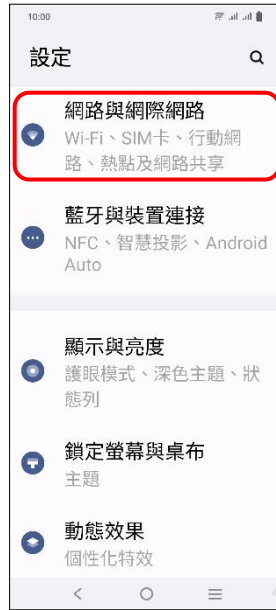 10:00
設定
網路與網際網路
Wi-Fi、SIM卡、行動網
路、熱點及網路共享
藍牙與裝置連接
NFC、智慧投影、Android
Auto
顯示與亮度
護眼模式、深色主題、狀
態列
鎖定螢幕與桌布
主題
動態效果
個性化特效